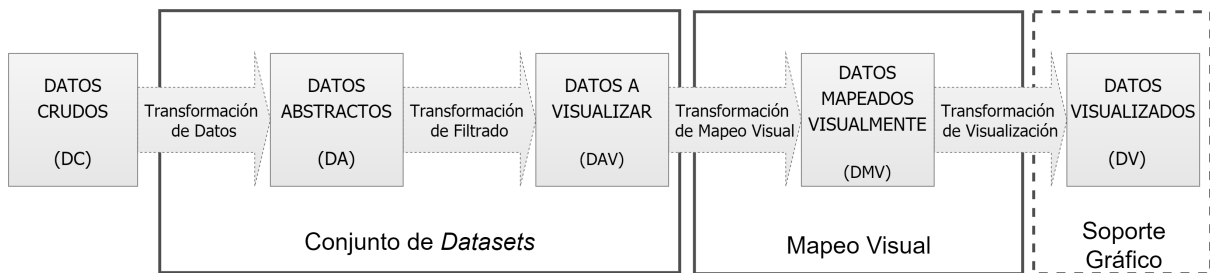 DATOS
CRUDOS
(DC)
Transformación
de Datos
DATOS
ABSTRACTOS
(DA)
Transformación
de Filtrado
DATOS A
VISUALIZAR
(DAV)
Transformación
de Mapeo Visual
DATOS
MAPEADOS
VISUALMENTE
(DMV)
Transformación
de Visualización
DATOS
VISUALIZADOS
(DV)
Conjunto de Datasets
Mapeo Visual
Soporte
Gráfico